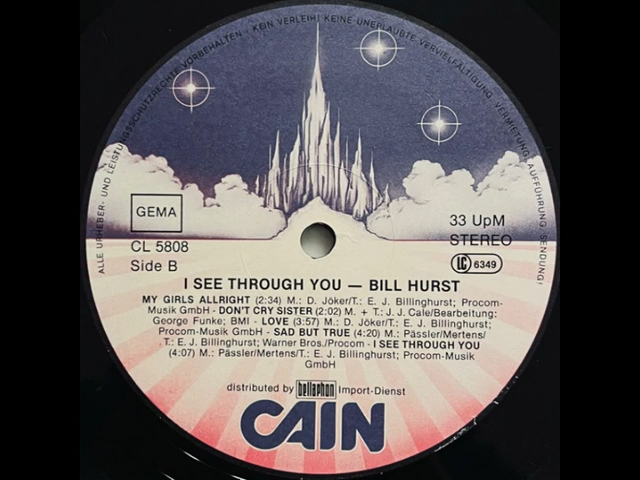 ALLE URHEBER- UND LEISTUNGSSCHUTZRECHTE VORBEHALTEN - KEIN VERLEIH! KEINE UNERLAUBTE VERVIELFÄLTIGUNG, VERMIETUNG, AUFFÜHRUNG, SENDUNG!
GEMA
CL 5808
Side B
33 UpM
STEREO
LC 6349
I SEE THROUGH YOU — BILL HURST
MY GIRLS ALLRIGHT (2:34) M.: D. Jöker/T.: E. J. Billinghurst; Procom-
Musik GmbH - DON'T CRY SISTER (2:02) M. + T.: J. J. Cale/Bearbeitung:
George Funke; BMI - LOVE (3:57) M.: D. Jöker/T.: E. J. Billinghurst;
Procom-Musik GmbH - SAD BUT TRUE (4:20) M.: Pässler/Mertens/
T.: E. J. Billinghurst; Warner Bros./Procom - I SEE THROUGH YOU
(4:07) M.: Pässler/Mertens/T.: E. J. Billinghurst; Procom-Musik
GmbH
distributed by bellaphon Import-Dienst
CAIN